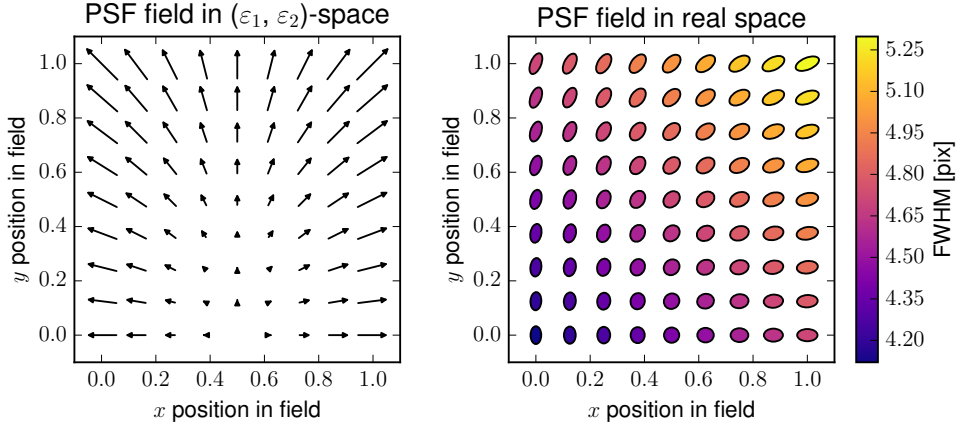 PSF field in (ε₁, ε₂)-space
1.0
0.8
0.6
0.4
0.2
0.0
y position in field
0.0 0.2 0.4 0.6 0.8 1.0
x position in field
PSF field in real space
1.0
0.8
0.6
0.4
0.2
0.0
y position in field
0.0 0.2 0.4 0.6 0.8 1.0
x position in field
5.25
5.10
4.95
4.80
4.65
4.50
4.35
4.20
FWHM [pix]